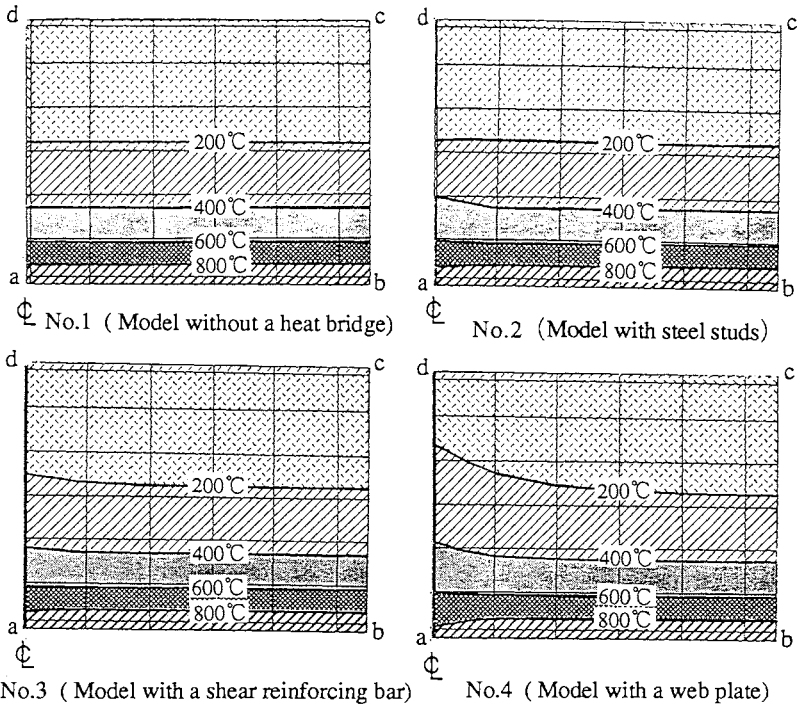 d c
200℃
400℃
600℃
800℃
a b
℄ No.1 ( Model without a heat bridge)
d c
200℃
400℃
600℃
800℃
a b
℄ No.2 (Model with steel studs)
d c
200℃
400℃
600℃
800℃
a b
℄
No.3 ( Model with a shear reinforcing bar)
d c
200℃
400℃
600℃
800℃
a b
℄
No.4 ( Model with a web plate)